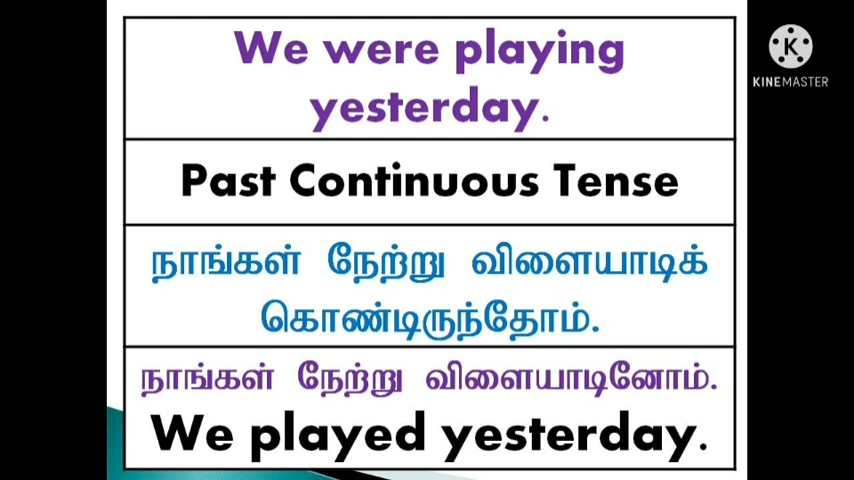 We were playing
yesterday.
KINEMASTER
Past Continuous Tense
நாங்கள் நேற்று விளையாடிக்
கொண்டிருந்தோம்.
நாங்கள் நேற்று விளையாடினோம்.
We played yesterday.